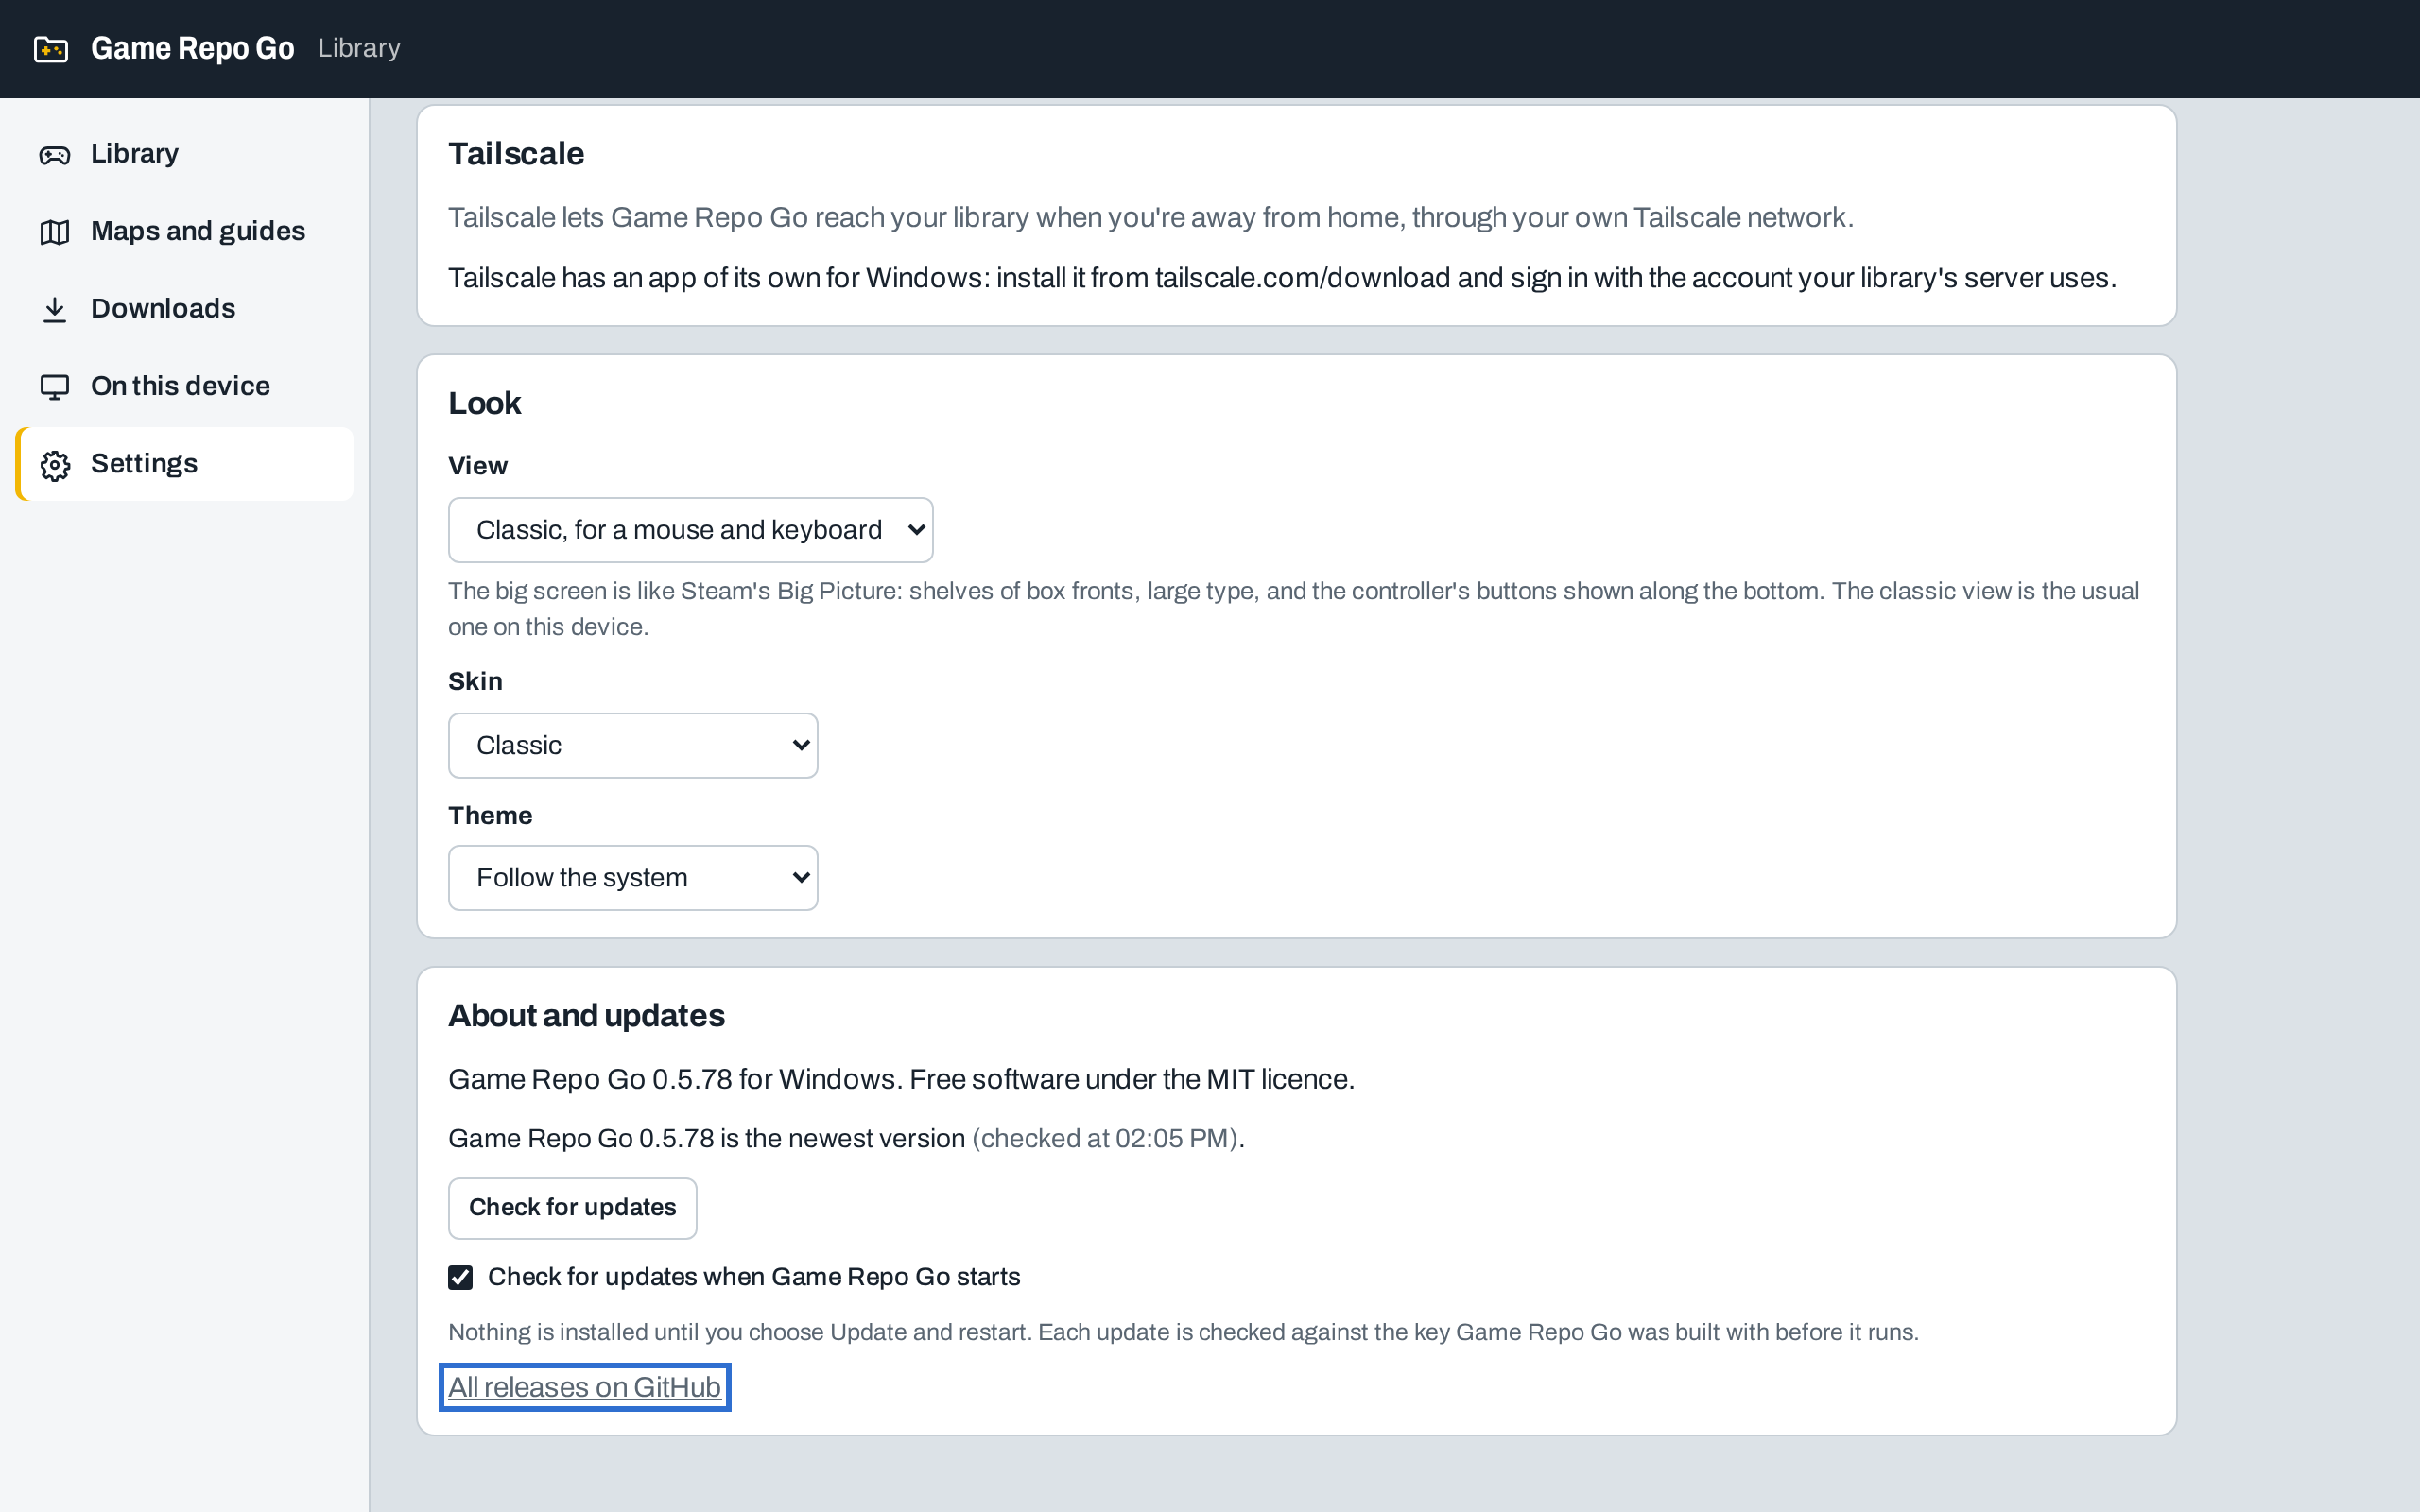 Game Repo Go Library
Library
Maps and guides
Downloads
On this device
Settings
Tailscale
Tailscale lets Game Repo Go reach your library when you're away from home, through your own Tailscale network.
Tailscale has an app of its own for Windows: install it from tailscale.com/download and sign in with the account your library's server uses.
Look
View
Classic, for a mouse and keyboard
The big screen is like Steam's Big Picture: shelves of box fronts, large type, and the controller's buttons shown along the bottom. The classic view is the usual
one on this device.
Skin
Classic
Theme
Follow the system
About and updates
Game Repo Go 0.5.78 for Windows. Free software under the MIT licence.
Game Repo Go 0.5.78 is the newest version (checked at 02:05 PM).
Check for updates
Check for updates when Game Repo Go starts
Nothing is installed until you choose Update and restart. Each update is checked against the key Game Repo Go was built with before it runs.
All releases on GitHub